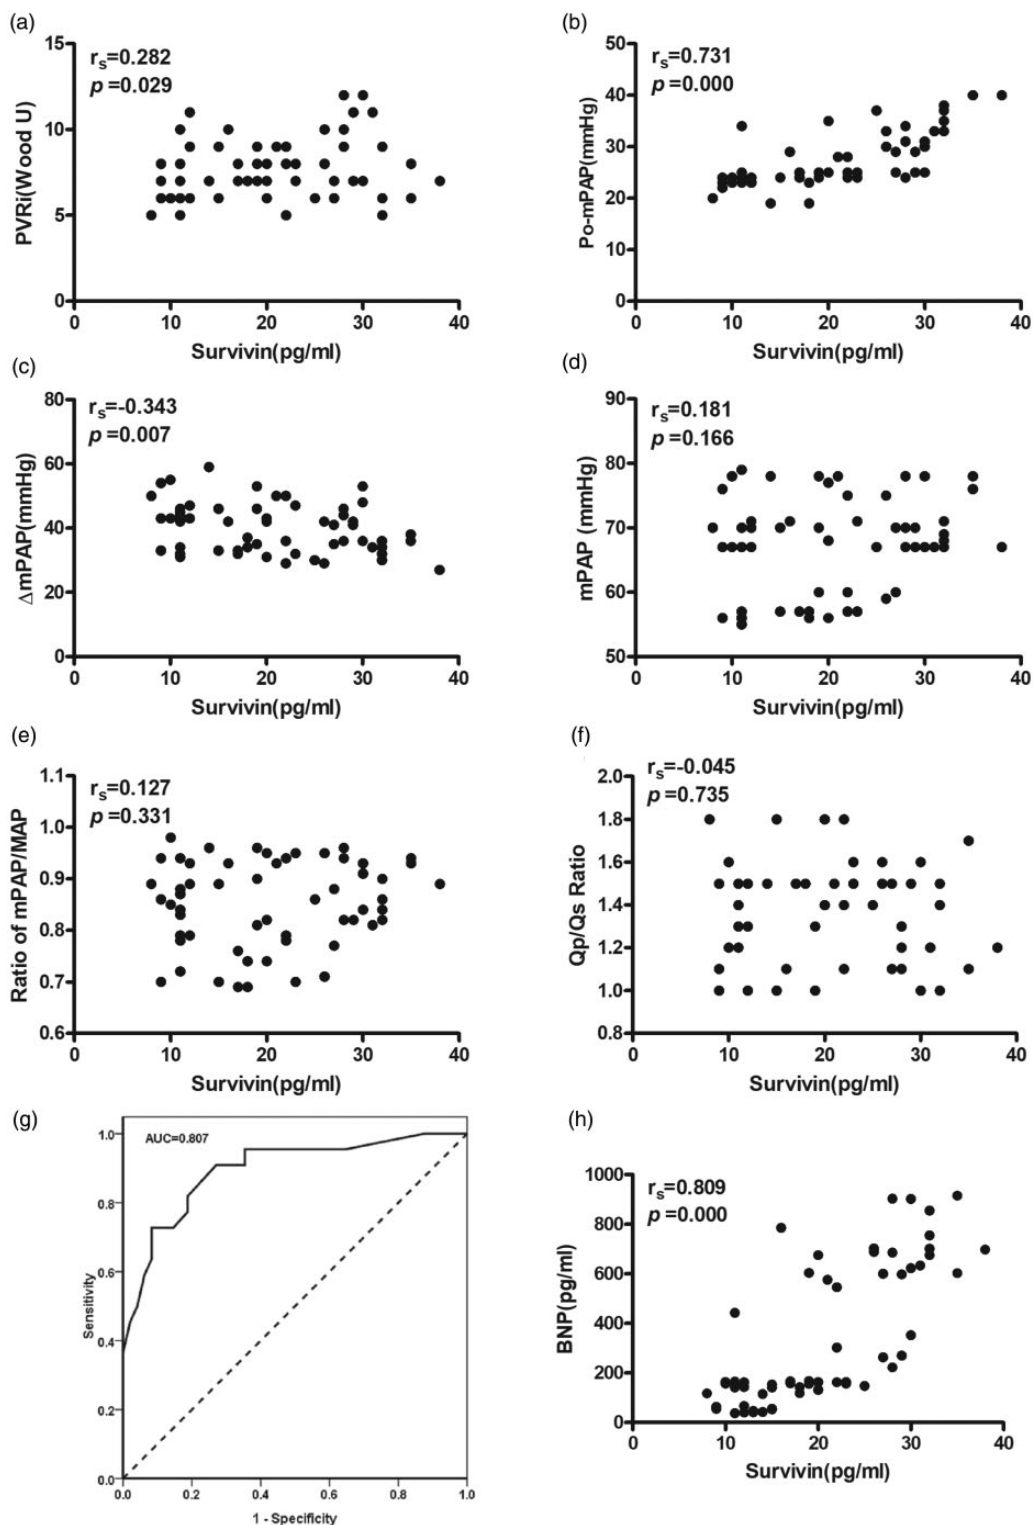 (a)
15
10
5
0
PVRi(Wood U)
rs=0.282
p =0.029
0 10 20 30 40
Survivin(pg/ml)
(b)
50
40
30
20
10
0
Po-mPAP(mmHg)
rs=0.731
p =0.000
0 10 20 30 40
Survivin(pg/ml)
(c)
80
60
40
20
0
ΔmPAP(mmHg)
rs=-0.343
p =0.007
0 10 20 30 40
Survivin(pg/ml)
(d)
90
80
70
60
50
mPAP (mmHg)
rs=0.181
p =0.166
0 10 20 30 40
Survivin(pg/ml)
(e)
1.1
1.0
0.9
0.8
0.7
0.6
Ratio of mPAP/MAP
rs=0.127
p =0.331
0 10 20 30 40
Survivin(pg/ml)
(f)
2.0
1.8
1.6
1.4
1.2
1.0
0.8
Qp/Qs Ratio
rs=-0.045
p =0.735
0 10 20 30 40
Survivin(pg/ml)
(g)
1.0
0.8
0.6
0.4
0.2
0.0
Sensitivity
AUC=0.807
0.0 0.2 0.4 0.6 0.8 1.0
1 - Specificity
(h)
1000
800
600
400
200
0
BNP(pg/ml)
rs=0.809
p =0.000
0 10 20 30 40
Survivin(pg/ml)